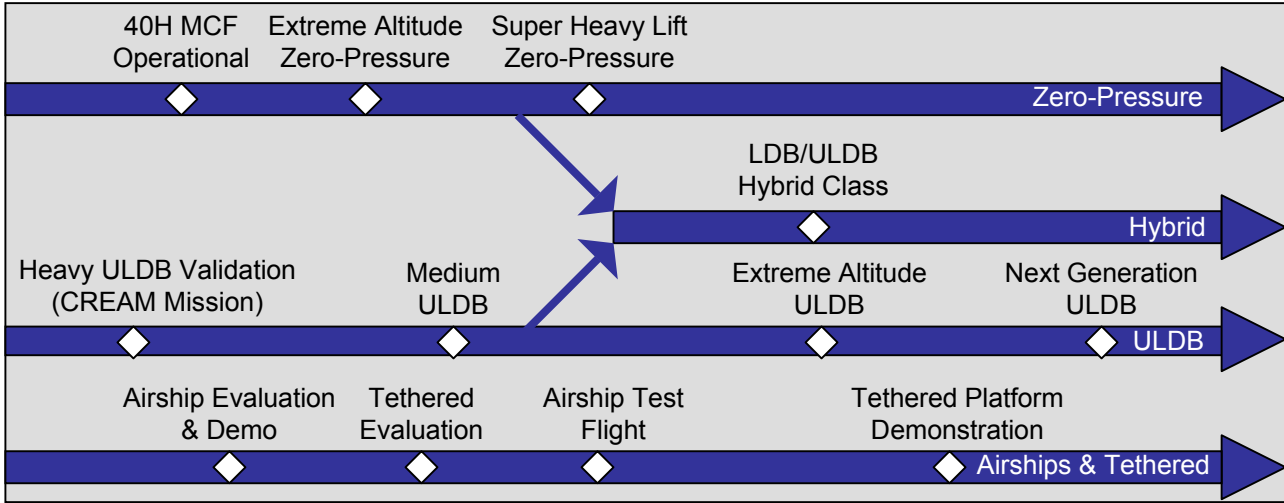 40H MCF
Operational
Extreme Altitude
Zero-Pressure
Super Heavy Lift
Zero-Pressure
Zero-Pressure
LDB/ULDB
Hybrid Class
Hybrid
Heavy ULDB Validation
(CREAM Mission)
Medium
ULDB
Extreme Altitude
ULDB
Next Generation
ULDB
ULDB
Airship Evaluation
& Demo
Tethered
Evaluation
Airship Test
Flight
Tethered Platform
Demonstration
Airships & Tethered